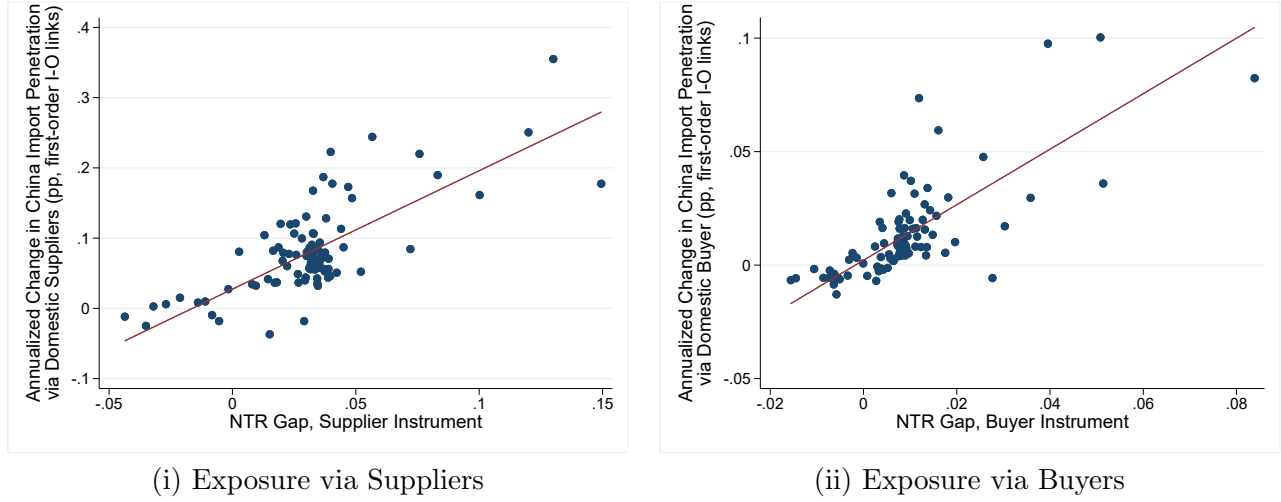 Annualized Change in China Import Penetration
via Domestic Suppliers (pp, first-order I-O links)
.4
.3
.2
.1
0
-.1
-.05
0
.05
.1
.15
NTR Gap, Supplier Instrument
(i) Exposure via Suppliers
Annualized Change in China Import Penetration
via Domestic Buyer (pp, first-order I-O links)
.1
.05
0
-.05
-.02
0
.02
.04
.06
.08
NTR Gap, Buyer Instrument
(ii) Exposure via Buyers